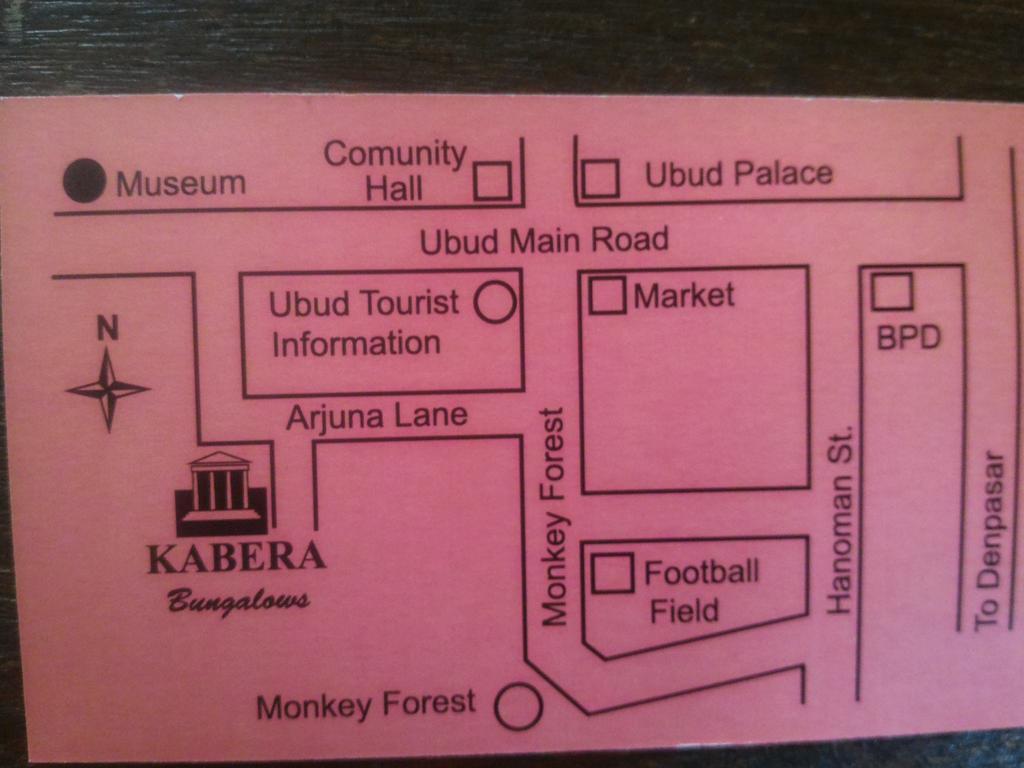 Museum
Comunity
Hall
Ubud Palace
Ubud Main Road
Ubud Tourist
Information
Market
BPD
N
Arjuna Lane
Monkey Forest
Hanoman St.
To Denpasar
KABERA
Bungalows
Football
Field
Monkey Forest